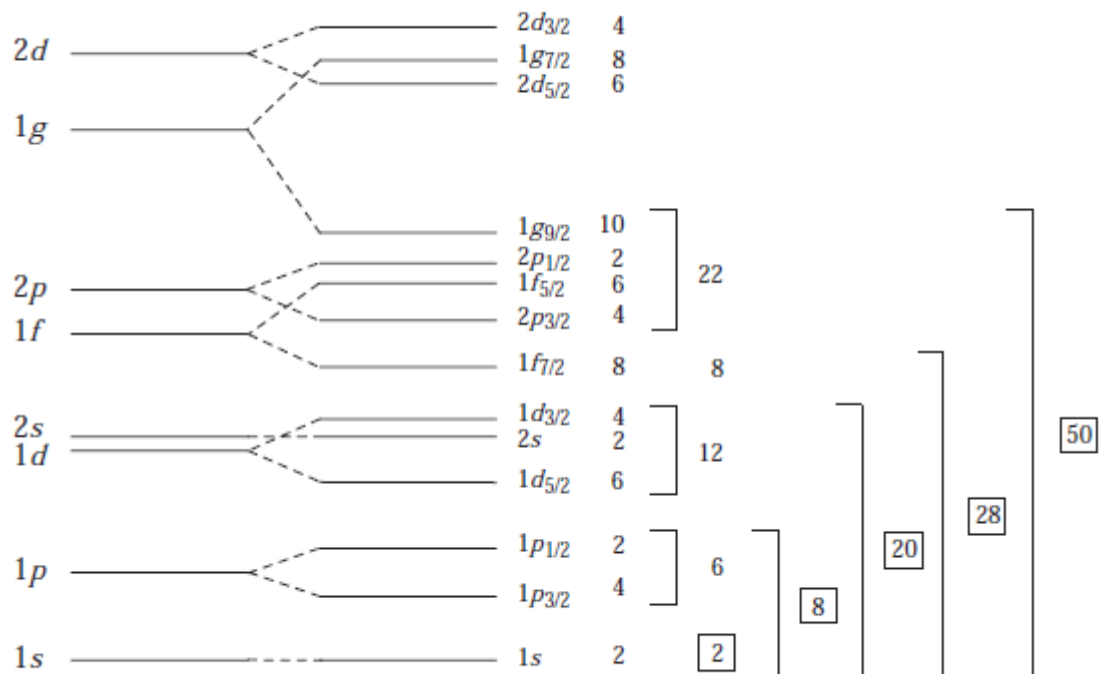 2d 2d3/2 4
1g7/2 8
2d5/2 6
1g
1g9/2 10
2p1/2 2
2p 1f5/2 6 22
2p3/2 4
1f
1f7/2 8 8
1d3/2 4
2s 2s 2 50
1d 12
1d5/2 6
28
1p1/2 2 20
1p 6
1p3/2 4 8
1s 1s 2 2